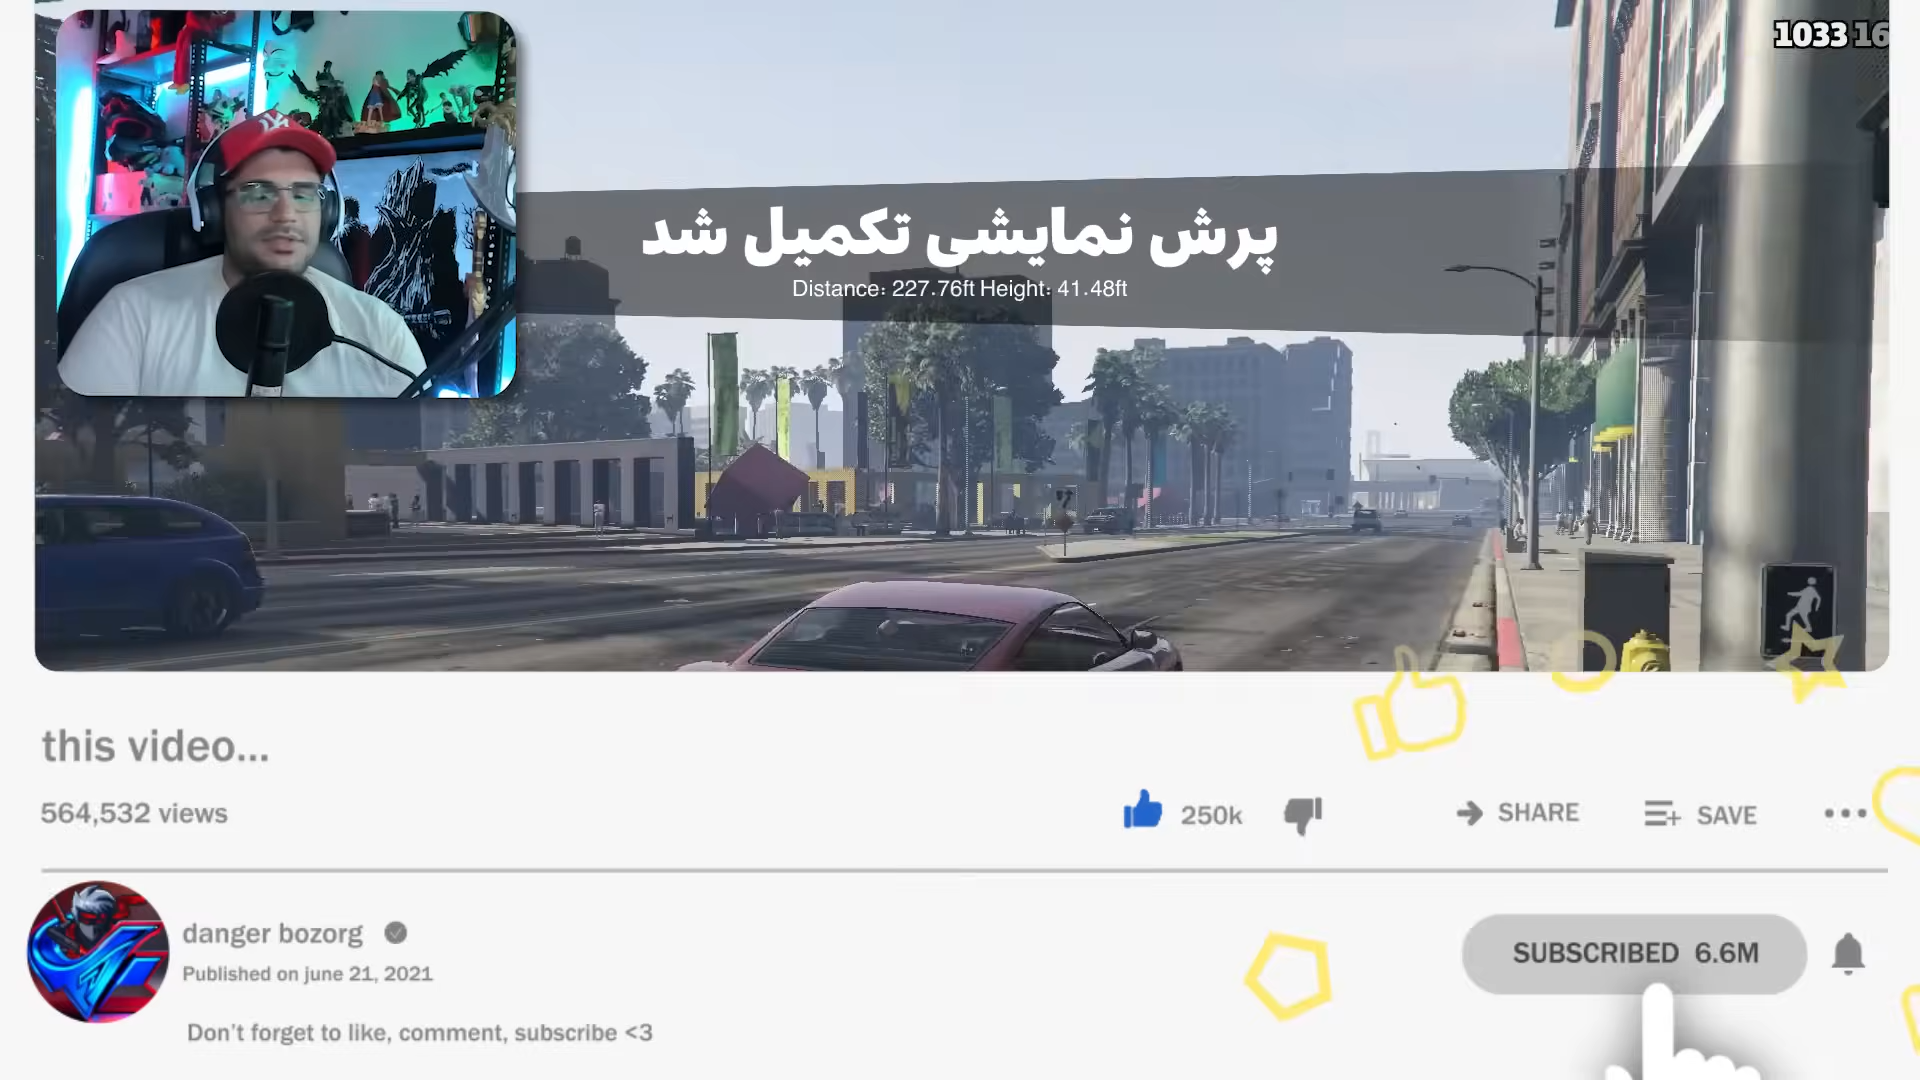 1033 16
پرش نمایشی تکمیل شد
Distance: 227.76ft Height: 41.48ft
this video...
564,532 views
250k
SHARE
SAVE
danger bozorg
Published on june 21, 2021
SUBSCRIBED 6.6M
Don't forget to like, comment, subscribe <3